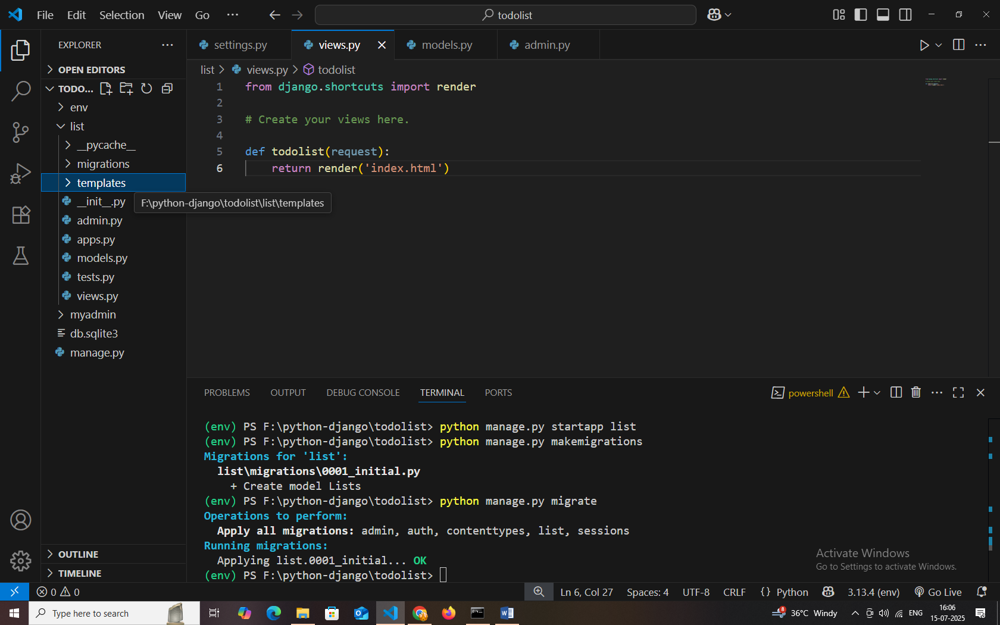 File Edit Selection View Go ··· todolist
EXPLORER ···
OPEN EDITORS
TODO...
env
list
__pycache__
migrations
templates
__init__.py
admin.py
apps.py
models.py
tests.py
views.py
myadmin
db.sqlite3
manage.py
OUTLINE
TIMELINE
settings.py views.py models.py admin.py
list > views.py > todolist
1 from django.shortcuts import render
2
3 # Create your views here.
4
5 def todolist(request):
6 return render('index.html')
F:\python-django\todolist\list\templates
PROBLEMS OUTPUT DEBUG CONSOLE TERMINAL PORTS powershell
(env) PS F:\python-django\todolist> python manage.py startapp list
(env) PS F:\python-django\todolist> python manage.py makemigrations
Migrations for 'list':
list\migrations\0001_initial.py
+ Create model Lists
(env) PS F:\python-django\todolist> python manage.py migrate
Operations to perform:
Apply all migrations: admin, auth, contenttypes, list, sessions
Running migrations:
Applying list.0001_initial... OK
(env) PS F:\python-django\todolist>
Activate Windows
Go to Settings to activate Windows.
0 0 Ln 6, Col 27 Spaces: 4 UTF-8 CRLF {} Python 3.13.4 (env) Go Live
Type here to search 8 36°C Windy ENG 16:06
15-07-2025